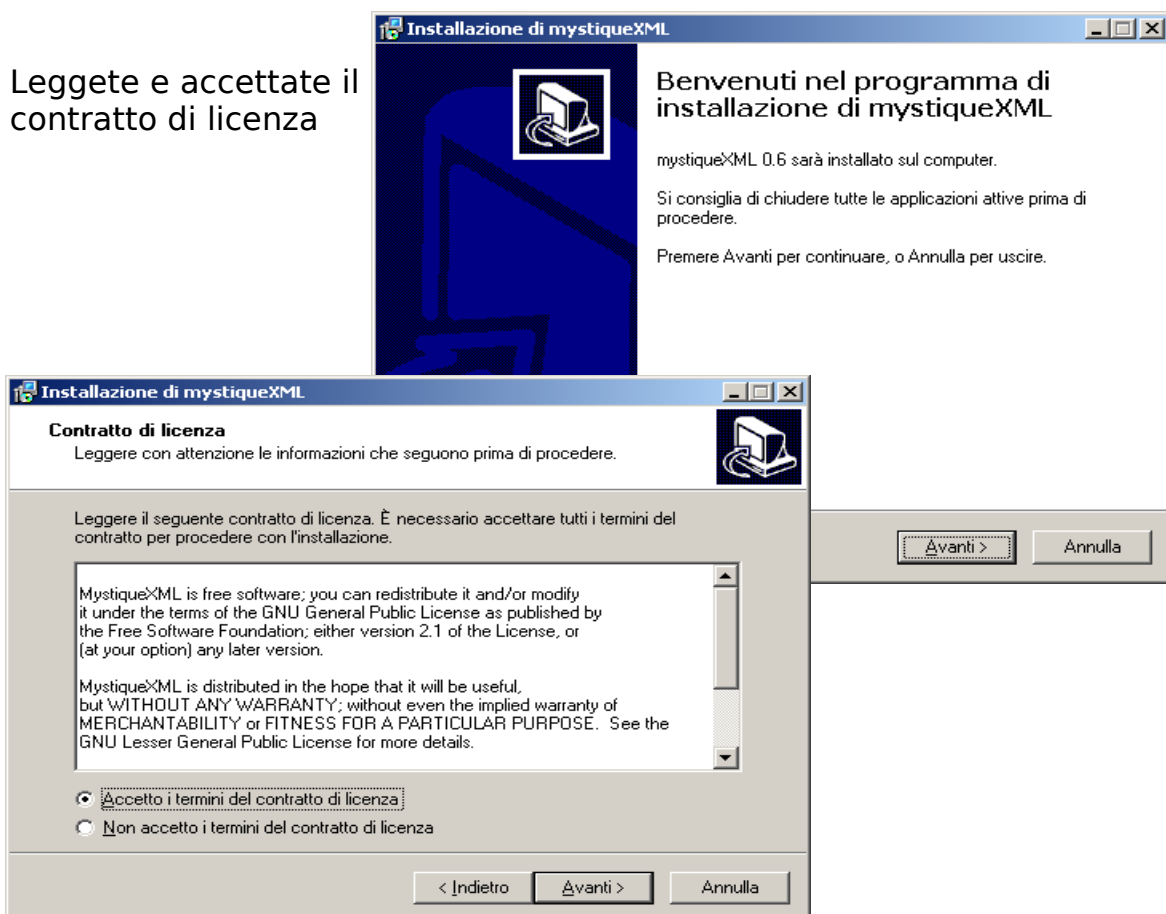 Leggete e accettate il
contratto di licenza
Installazione di mystiqueXML
Benvenuti nel programma di
installazione di mystiqueXML
mystiqueXML 0.6 sarà installato sul computer.
Si consiglia di chiudere tutte le applicazioni attive prima di
procedere.
Premere Avanti per continuare, o Annulla per uscire.
Avanti >
Annulla
Installazione di mystiqueXML
Contratto di licenza
Leggere con attenzione le informazioni che seguono prima di procedere.
Leggere il seguente contratto di licenza. È necessario accettare tutti i termini del
contratto per procedere con l'installazione.
MystiqueXML is free software; you can redistribute it and/or modify
it under the terms of the GNU General Public License as published by
the Free Software Foundation; either version 2.1 of the License, or
(at your option) any later version.
MystiqueXML is distributed in the hope that it will be useful,
but WITHOUT ANY WARRANTY; without even the implied warranty of
MERCHANTABILITY or FITNESS FOR A PARTICULAR PURPOSE.  See the
GNU Lesser General Public License for more details.
Accetto i termini del contratto di licenza
Non accetto i termini del contratto di licenza
< Indietro
Avanti >
Annulla